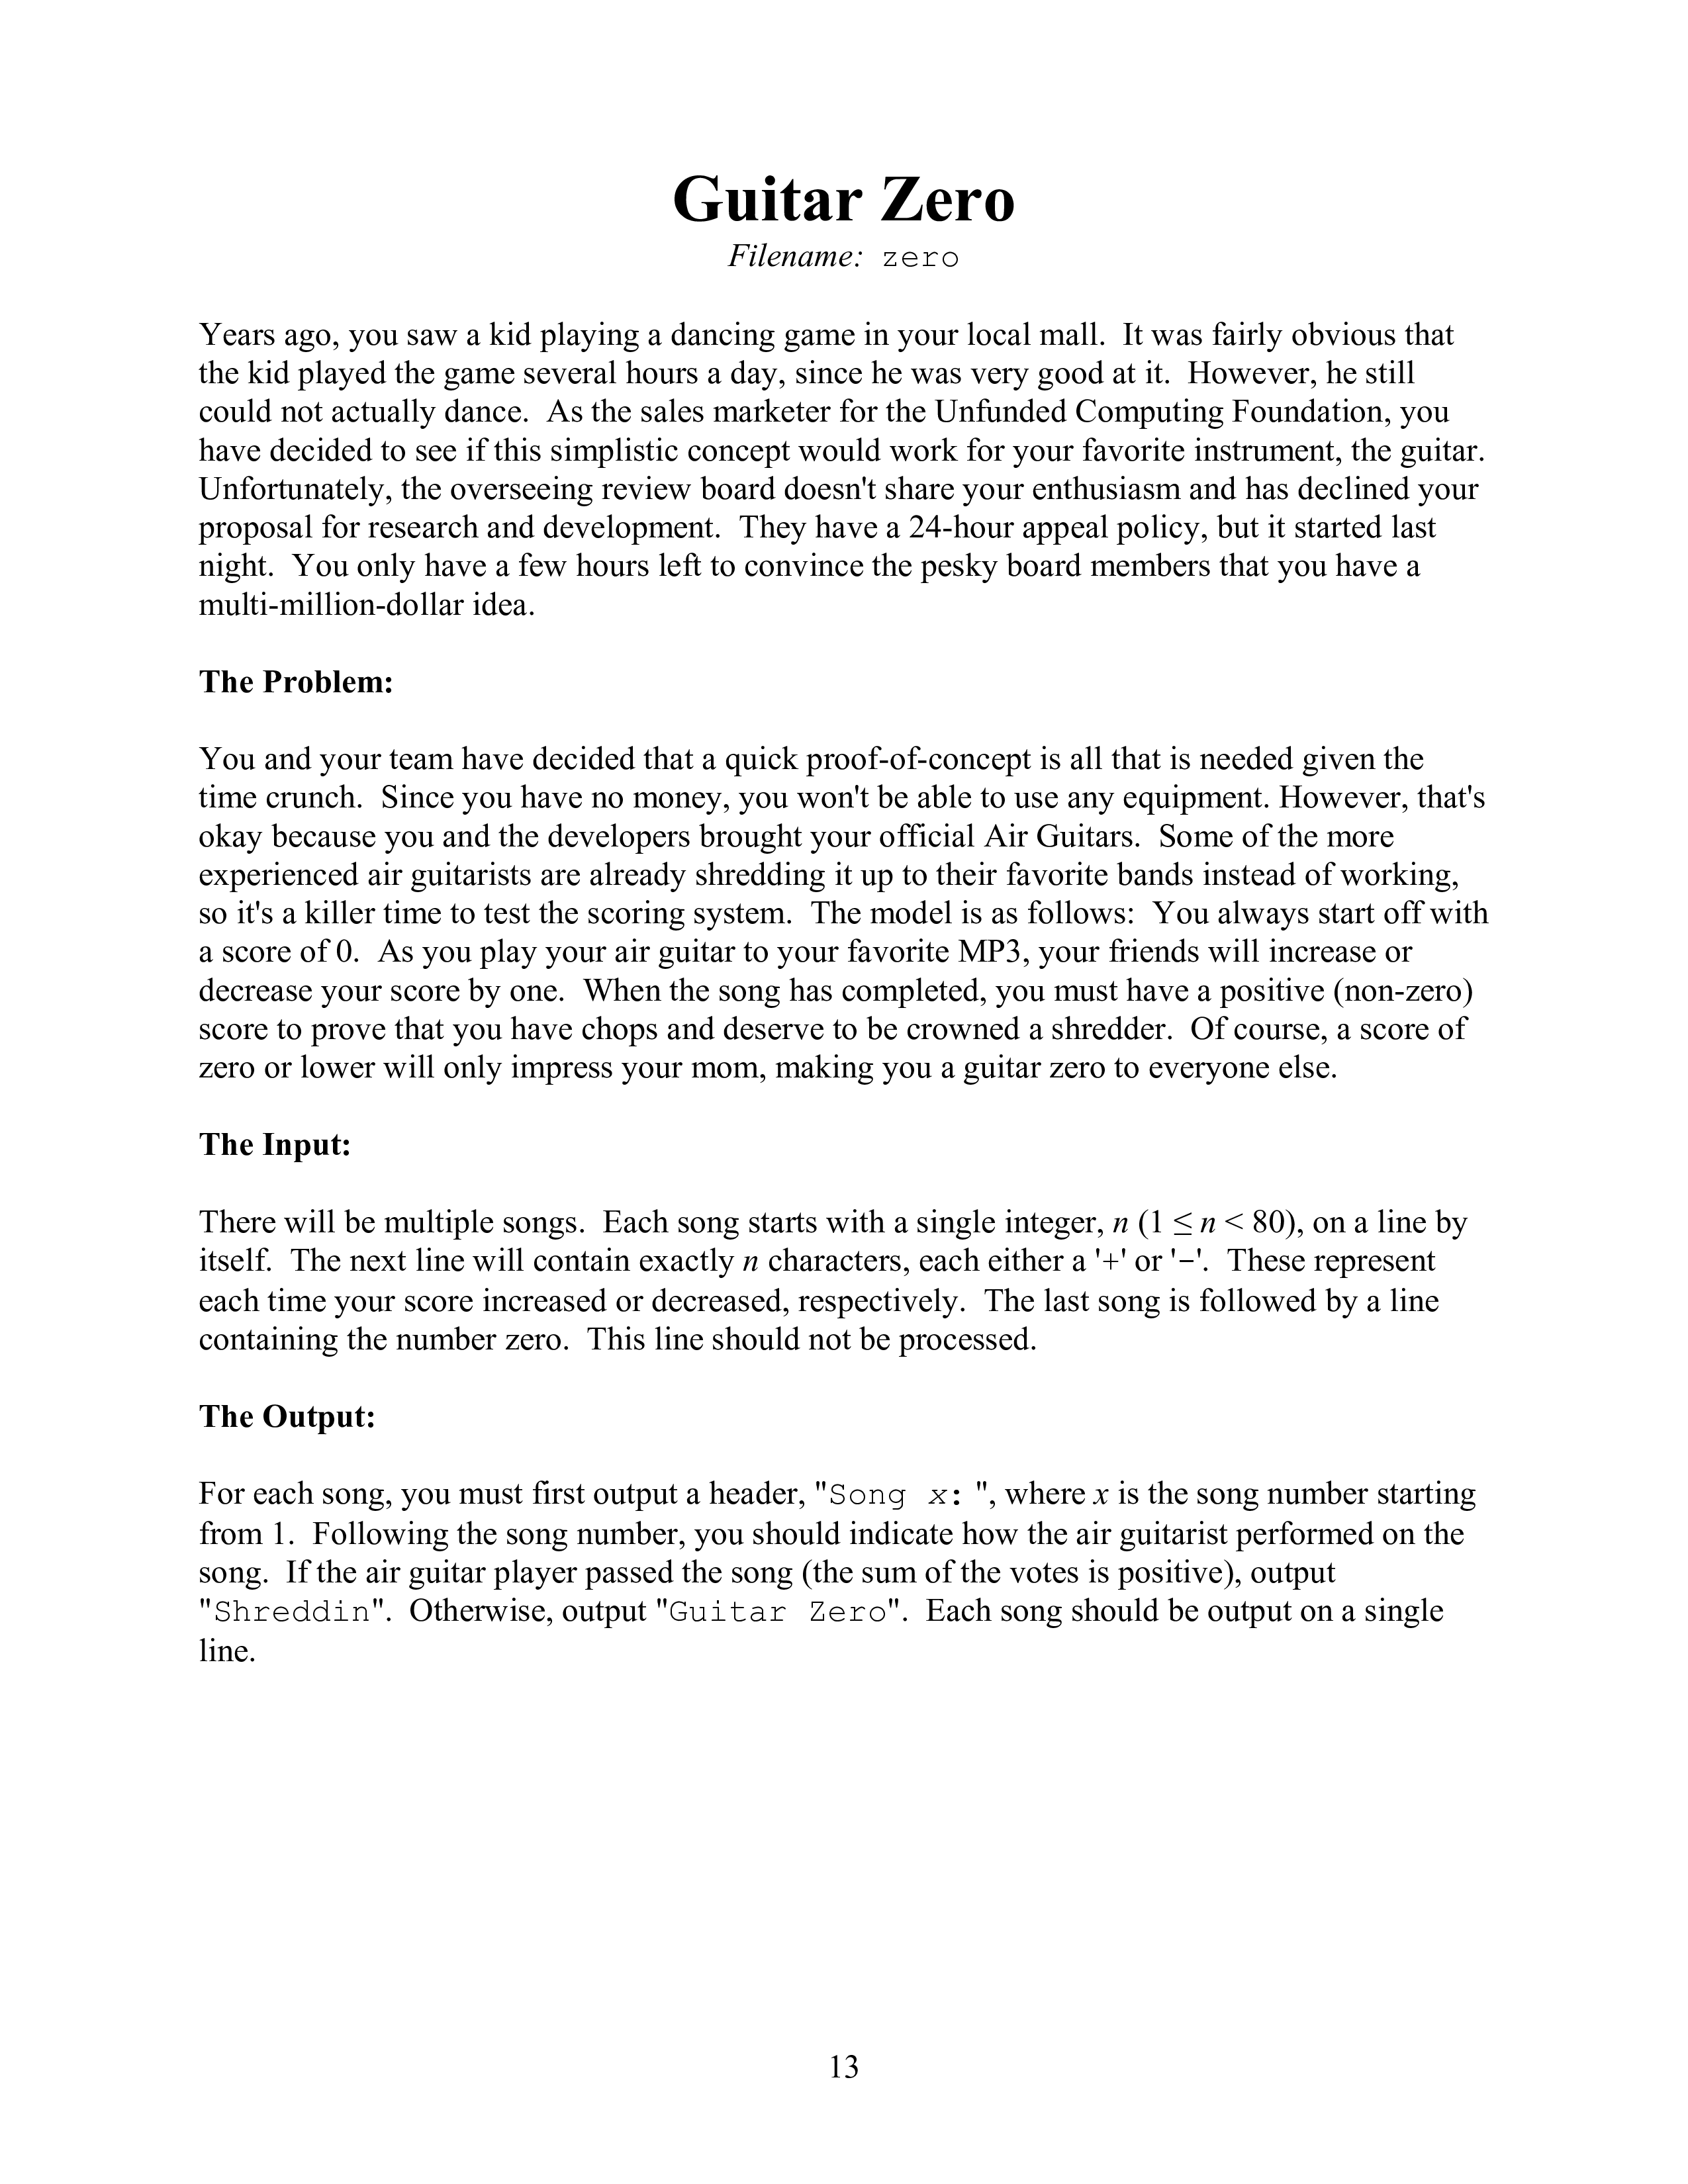 Guitar Zero
Filename: zero
Years ago, you saw a kid playing a dancing game in your local mall. It was fairly obvious that
the kid played the game several hours a day, since he was very good at it. However, he still
could not actually dance. As the sales marketer for the Unfunded Computing Foundation, you
have decided to see if this simplistic concept would work for your favorite instrument, the guitar.
Unfortunately, the overseeing review board doesn't share your enthusiasm and has declined your
proposal for research and development. They have a 24-hour appeal policy, but it started last
night. You only have a few hours left to convince the pesky board members that you have a
multi-million-dollar idea.
The Problem:
You and your team have decided that a quick proof-of-concept is all that is needed given the
time crunch. Since you have no money, you won't be able to use any equipment. However, that's
okay because you and the developers brought your official Air Guitars. Some of the more
experienced air guitarists are already shredding it up to their favorite bands instead of working,
so it's a killer time to test the scoring system. The model is as follows: You always start off with
a score of 0. As you play your air guitar to your favorite MP3, your friends will increase or
decrease your score by one. When the song has completed, you must have a positive (non-zero)
score to prove that you have chops and deserve to be crowned a shredder. Of course, a score of
zero or lower will only impress your mom, making you a guitar zero to everyone else.
The Input:
There will be multiple songs. Each song starts with a single integer, n (1 ≤ n < 80), on a line by
itself. The next line will contain exactly n characters, each either a '+' or '-'. These represent
each time your score increased or decreased, respectively. The last song is followed by a line
containing the number zero. This line should not be processed.
The Output:
For each song, you must first output a header, "Song x: ", where x is the song number starting
from 1. Following the song number, you should indicate how the air guitarist performed on the
song. If the air guitar player passed the song (the sum of the votes is positive), output
"Shreddin". Otherwise, output "Guitar Zero". Each song should be output on a single
line.
13